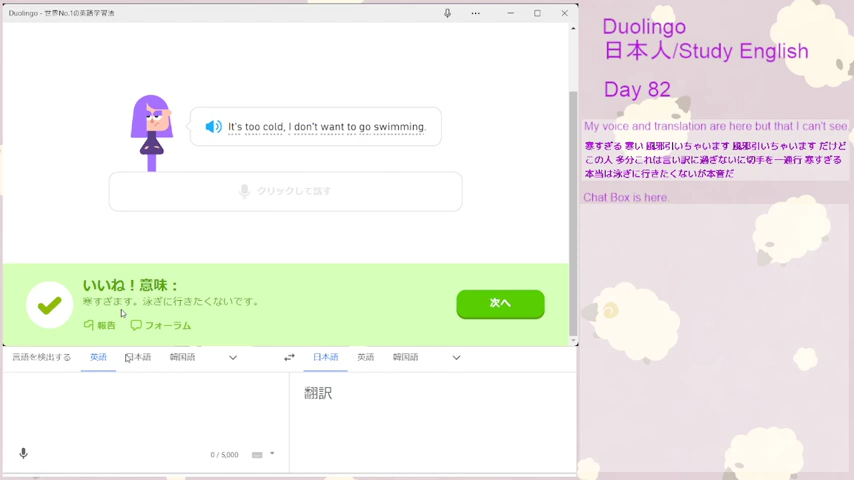 Duolingo - 世界No.1の英語学習法
It's too cold, I don't want to go swimming.
クリックして話す
いいね！意味：
寒すぎます。泳ぎに行きたくないです。
報告 フォーラム
次へ
言語を検出する 英語 日本語 韓国語
日本語 英語 韓国語
翻訳
0 / 5,000
Duolingo
日本人/Study English
Day 82
My voice and translation are here but that I can't see
寒すぎる 寒い 風邪引いちゃいます 風邪引いちゃいます だけど
この人 多分これは言い訳に過ぎないに切手を一通行 寒すぎる
本当は泳ぎに行きたくないが本音だ
Chat Box is here.